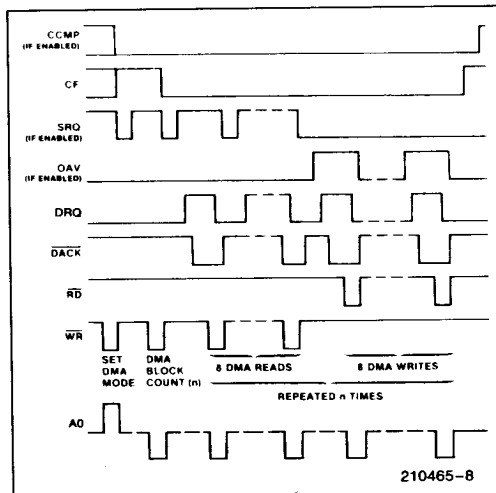 CCMP
(IF ENABLED)
CF
SRQ
(IF ENABLED)
OAV
(IF ENABLED)
DRQ
DACK
RD
WR
SET
DMA
MODE
DMA
BLOCK
COUNT (n)
8 DMA READS
8 DMA WRITES
REPEATED n TIMES
A0
210465-8